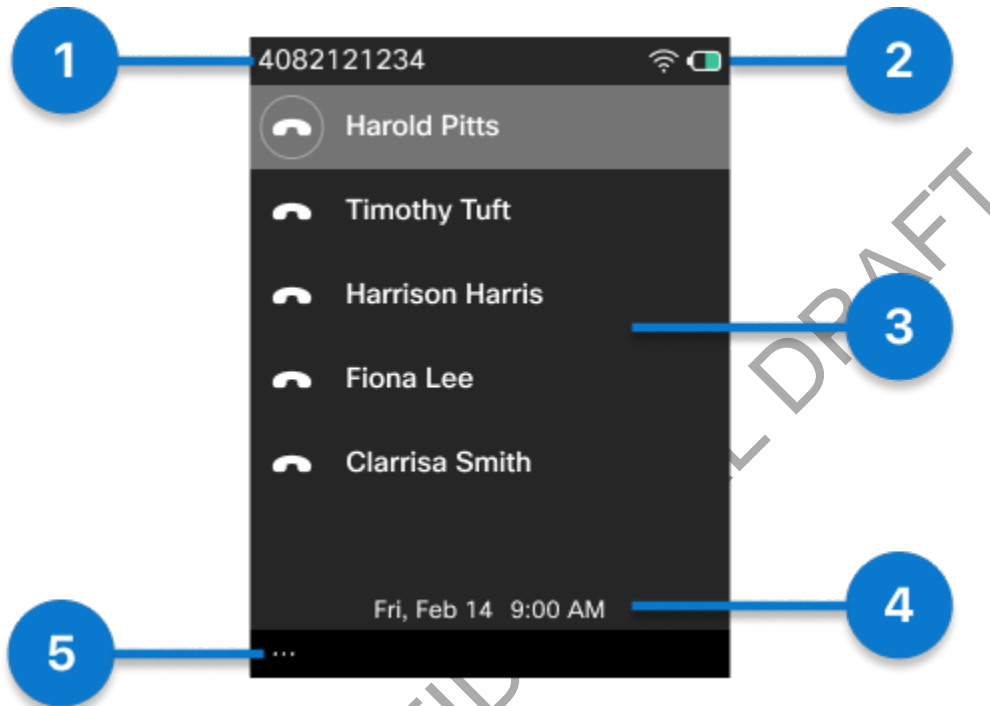 1
4082121234
2
Harold Pitts
Timothy Tuft
Harrison Harris
3
Fiona Lee
Clarrisa Smith
Fri, Feb 14 9:00 AM
4
5
...
DRAFT